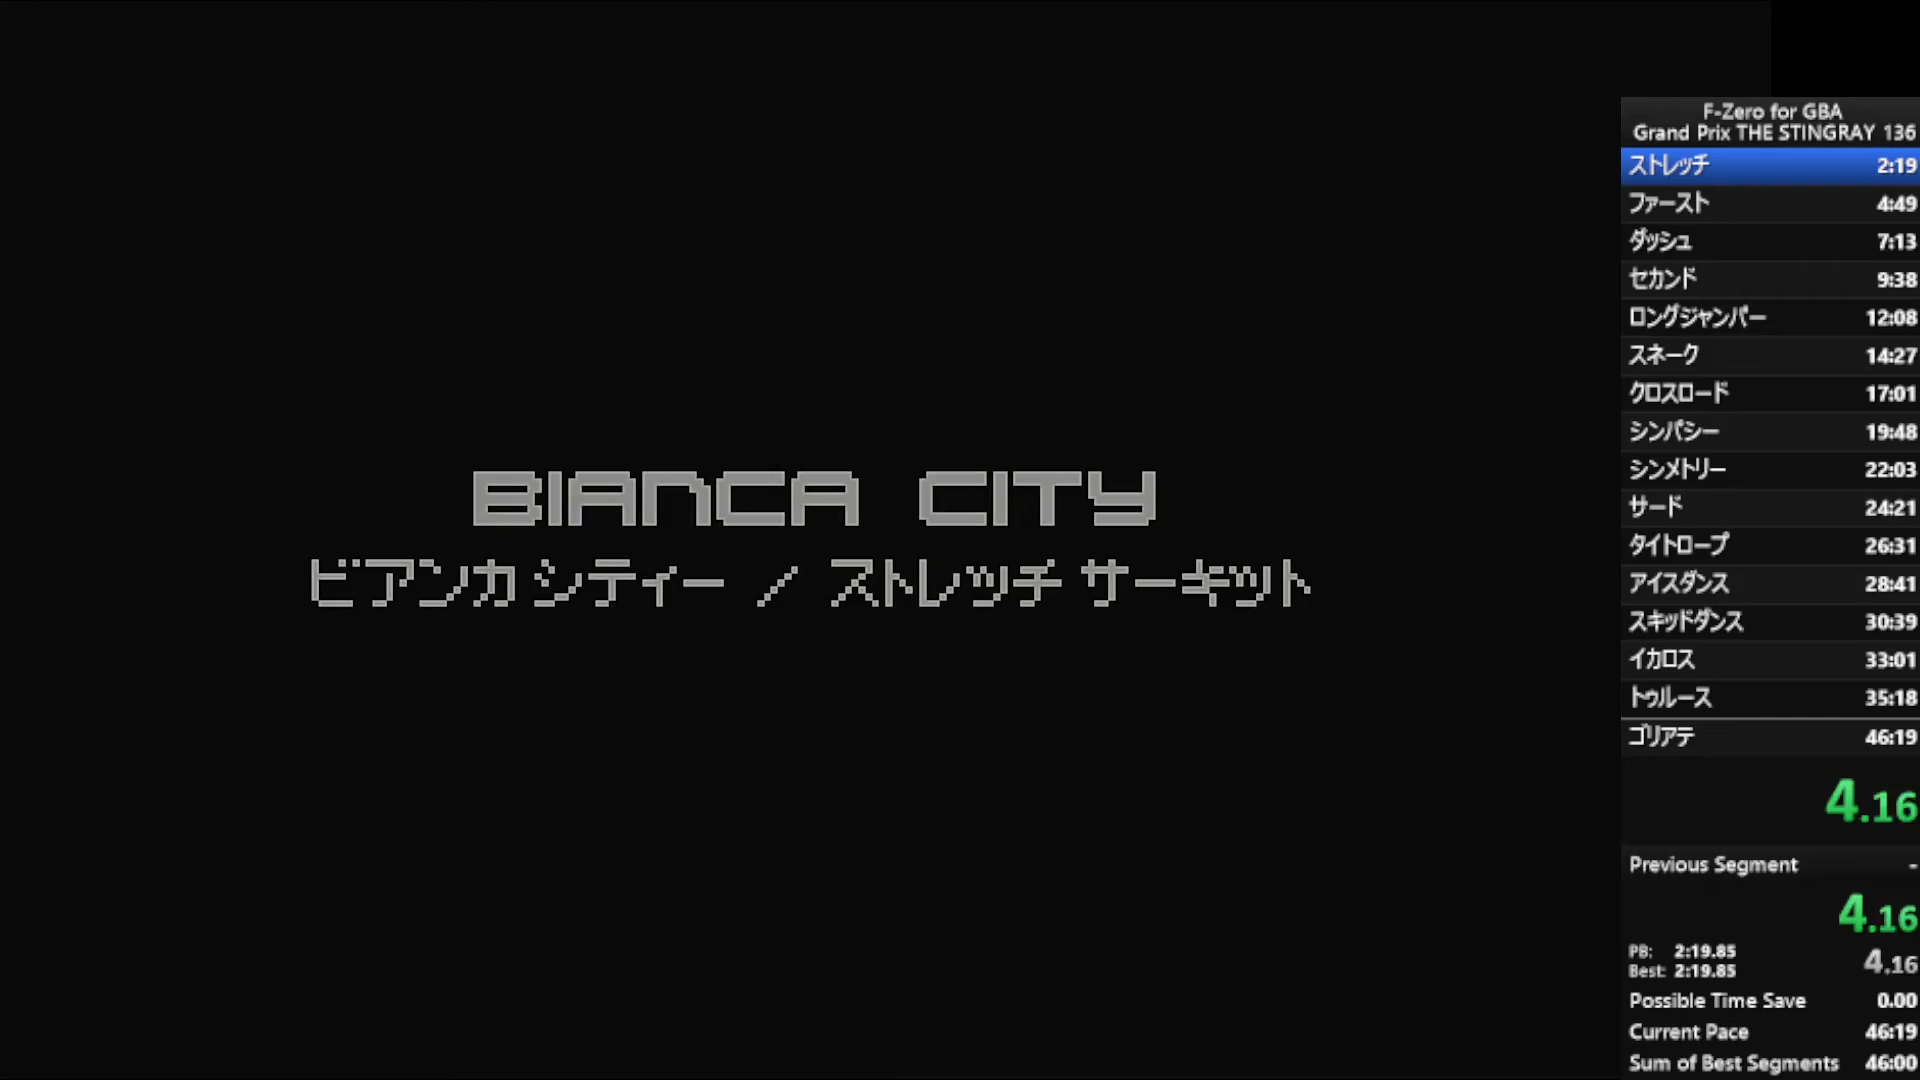 BIANCA CITY
ビアンカ シティー / ストレッチ サーキット
F-Zero for GBA
Grand Prix THE STINGRAY 136
ストレッチ 2:19
ファースト 4:49
ダッシュ 7:13
セカンド 9:38
ロングジャンパー 12:08
スネーク 14:27
クロスロード 17:01
シンパシー 19:48
シンメトリー 22:03
サード 24:21
タイトロープ 26:31
アイスダンス 28:41
スキッドダンス 30:39
イカロス 33:01
トゥルース 35:18
ゴリアテ 46:19
4.16
Previous Segment -
4.16
PB: 2:19.85
Best: 2:19.85
4.16
Possible Time Save 0.00
Current Pace 46:19
Sum of Best Segments 46:00